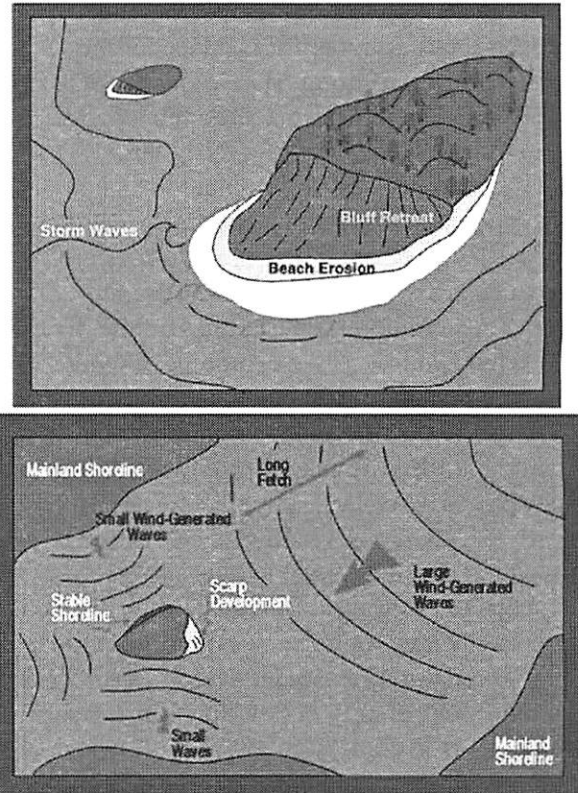 Bluff Retreat
Storm Waves
Beach Erosion
Mainland Shoreline
Long
Fetch
Small Wind-Generated
Waves
Large
Wind-Generated
Waves
Stable
Shoreline
Scarp
Development
Small
Waves
Mainland
Shoreline